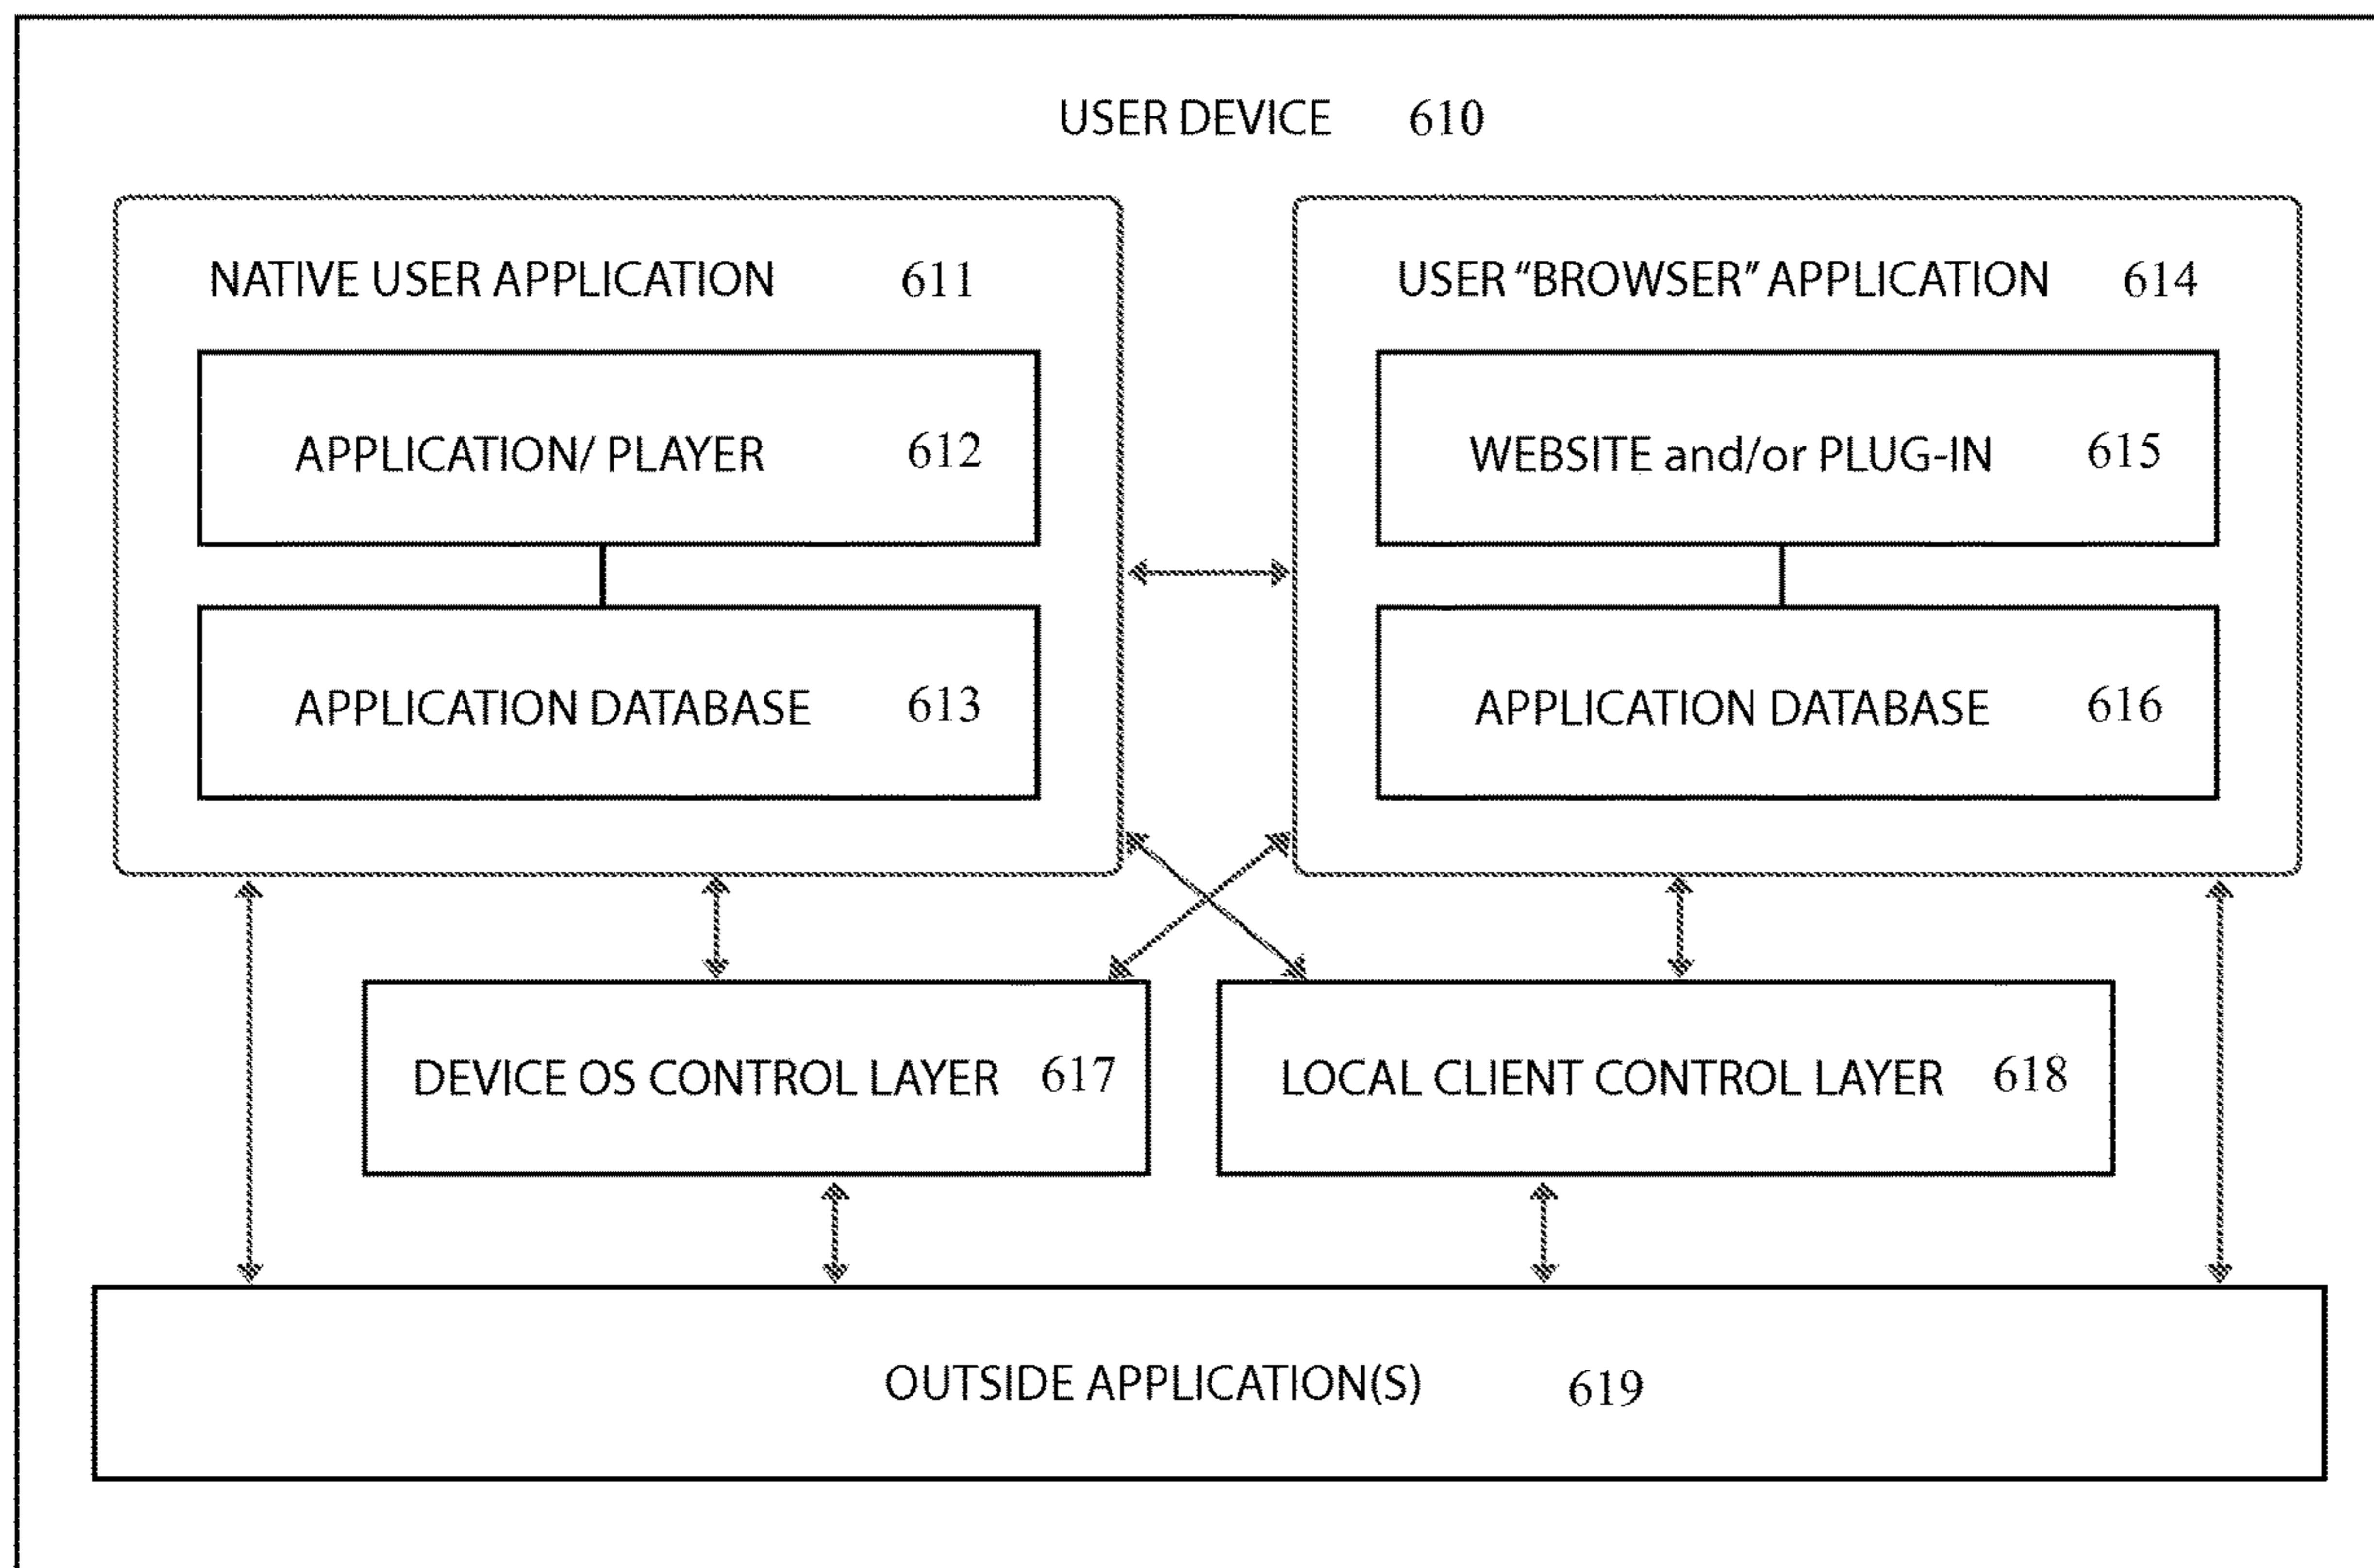 USER DEVICE 610
NATIVE USER APPLICATION 611
APPLICATION/ PLAYER 612
APPLICATION DATABASE 613
USER “BROWSER” APPLICATION 614
WEBSITE and/or PLUG-IN 615
APPLICATION DATABASE 616
DEVICE OS CONTROL LAYER 617
LOCAL CLIENT CONTROL LAYER 618
OUTSIDE APPLICATION(S) 619